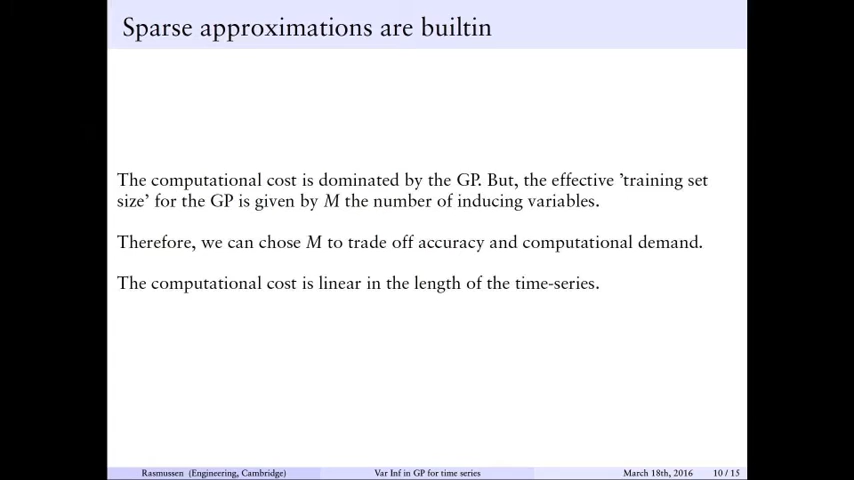 Sparse approximations are builtin
The computational cost is dominated by the GP. But, the effective ’training set
size’ for the GP is given by M the number of inducing variables.
Therefore, we can chose M to trade off accuracy and computational demand.
The computational cost is linear in the length of the time-series.
Rasmussen (Engineering, Cambridge) Var Inf in GP for time series March 18th, 2016 10 / 15